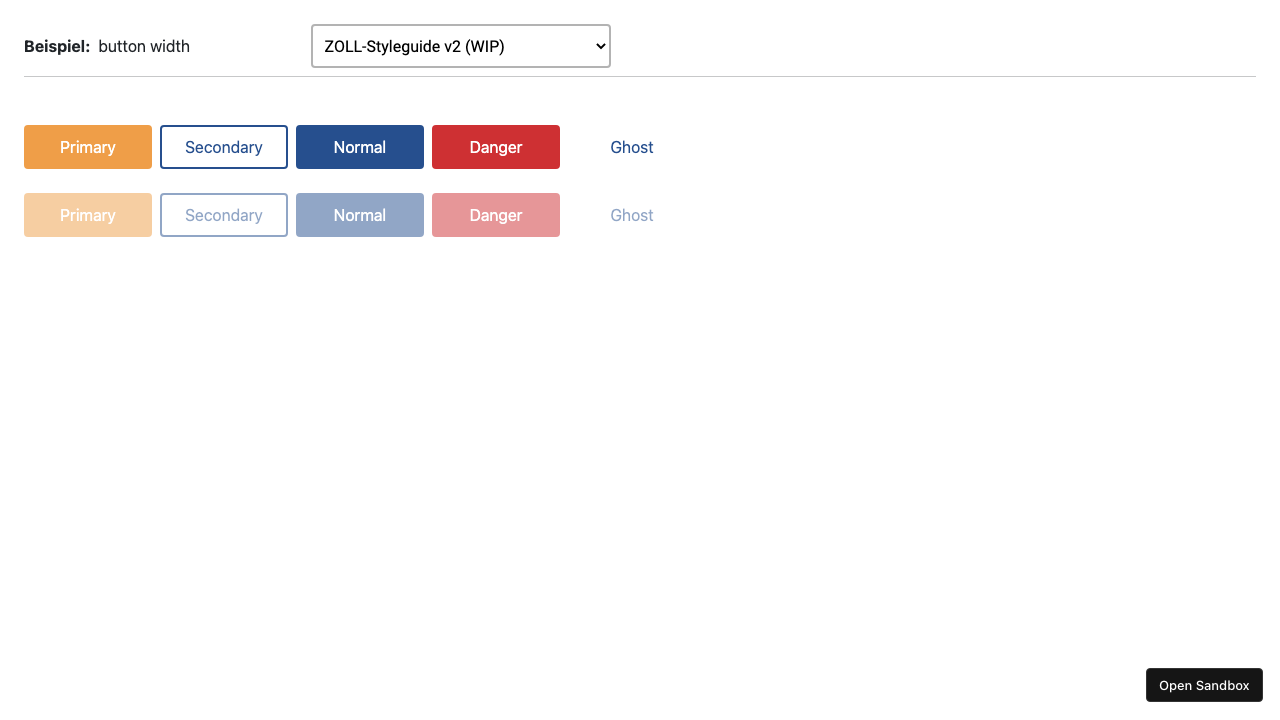 Beispiel: button width ZOLL-Styleguide v2 (WIP)
Primary Secondary Normal Danger Ghost
Primary Secondary Normal Danger Ghost
Open Sandbox